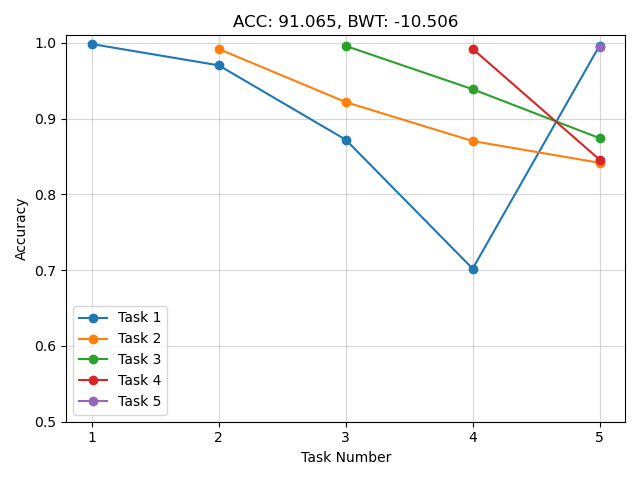 ACC: 91.065, BWT: -10.506
1.0
0.9
0.8
0.7
0.6
0.5
Accuracy
Task 1
Task 2
Task 3
Task 4
Task 5
1 2 3 4 5
Task Number